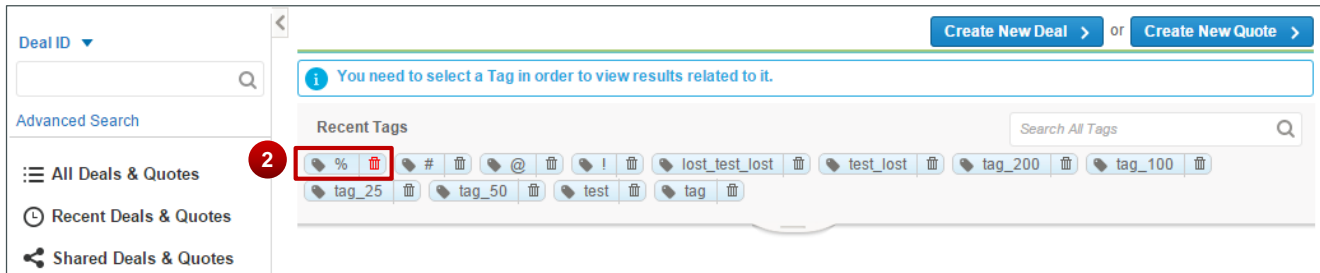 Deal ID
Create New Deal or Create New Quote
You need to select a Tag in order to view results related to it.
Advanced Search
Recent Tags
Search All Tags
2
% # @ ! lost_test_lost test_lost tag_200 tag_100
tag_25 tag_50 test tag
All Deals & Quotes
Recent Deals & Quotes
Shared Deals & Quotes